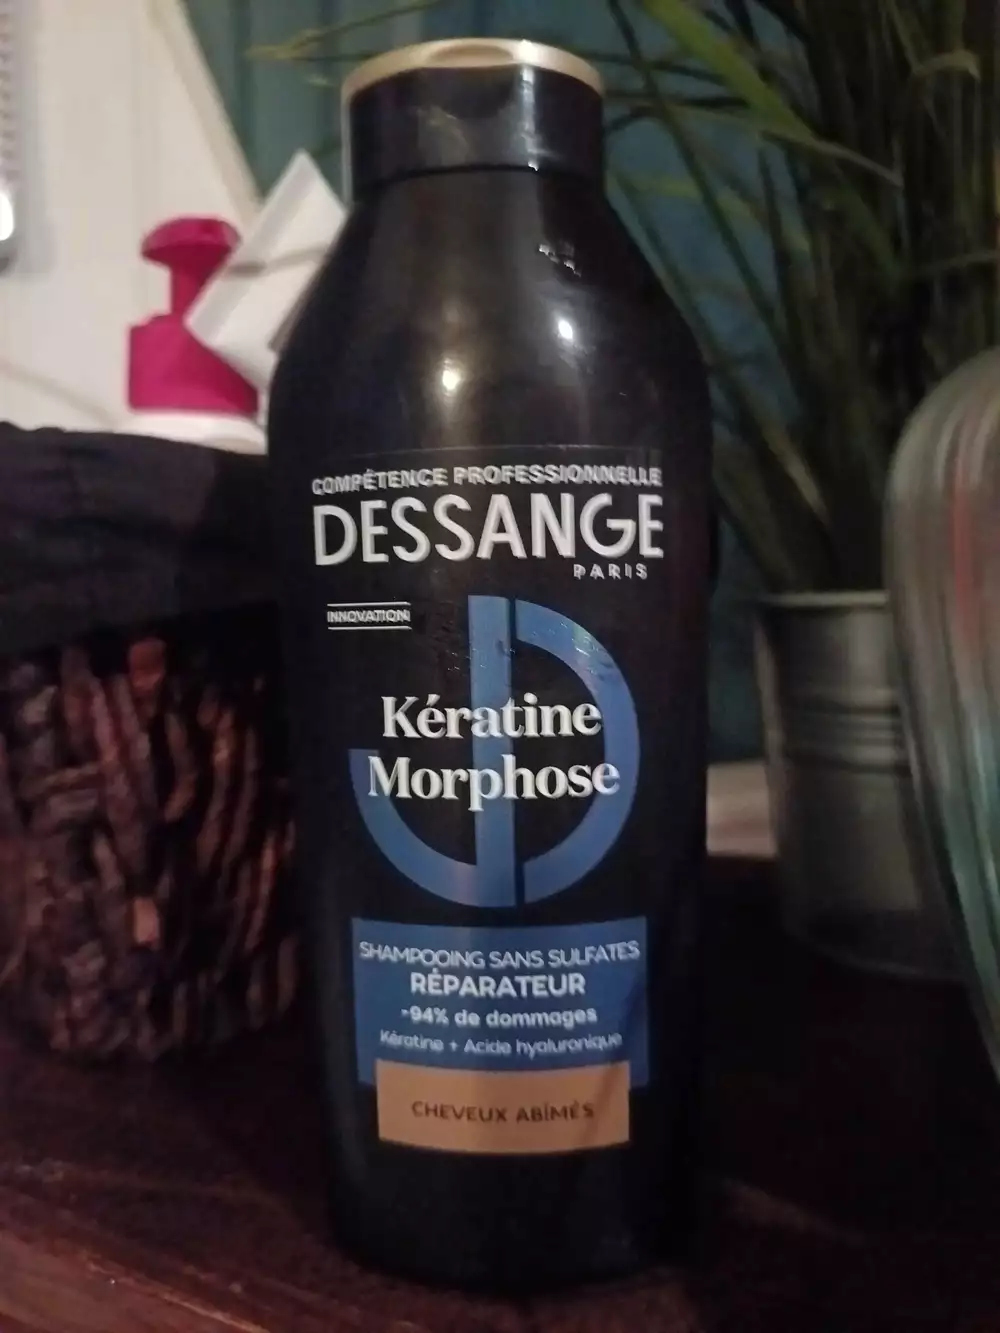 COMPÉTENCE PROFESSIONNELLE
DESSANGE
PARIS
INNOVATION
Kératine
Morphose
SHAMPOOING SANS SULFATES
RÉPARATEUR
-94% de dommages
Kératine + Acide hyaluronique
CHEVEUX ABÎMÉS